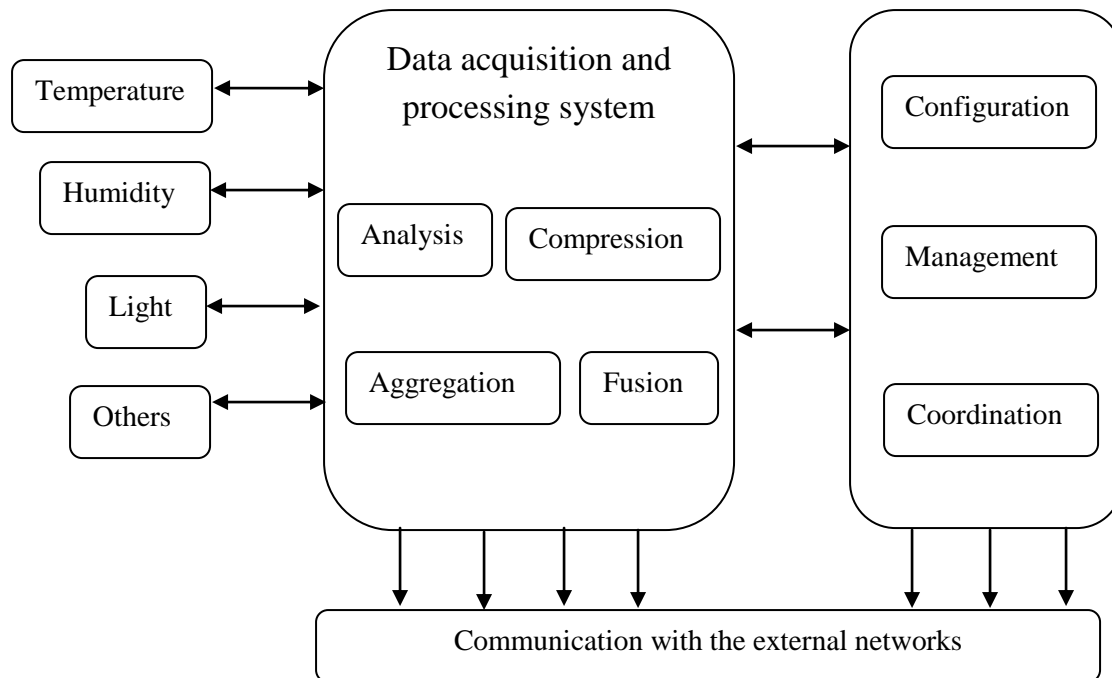 Temperature
Humidity
Light
Others
Data acquisition and
processing system
Analysis
Compression
Aggregation
Fusion
Configuration
Management
Coordination
Communication with the external networks